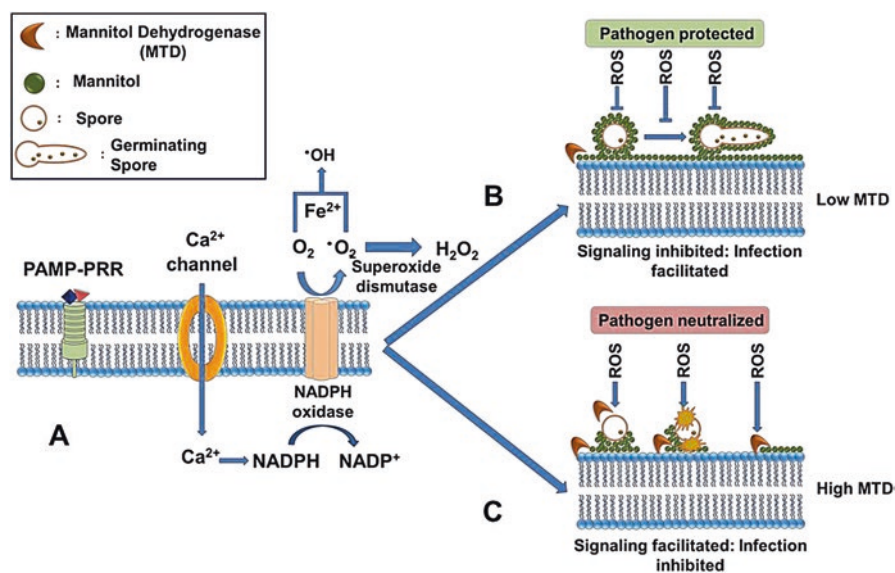 : Mannitol Dehydrogenase
(MTD)
: Mannitol
: Spore
: Germinating
Spore
A
PAMP-PRR
Ca²⁺
channel
•OH
Fe²⁺
O₂ •O₂
H₂O₂
Superoxide
dismutase
NADPH
oxidase
Ca²⁺
NADPH
NADP⁺
B
Pathogen protected
ROS
ROS
ROS
Low MTD
Signaling inhibited: Infection
facilitated
C
Pathogen neutralized
ROS
ROS
ROS
High MTD
Signaling facilitated: Infection
inhibited